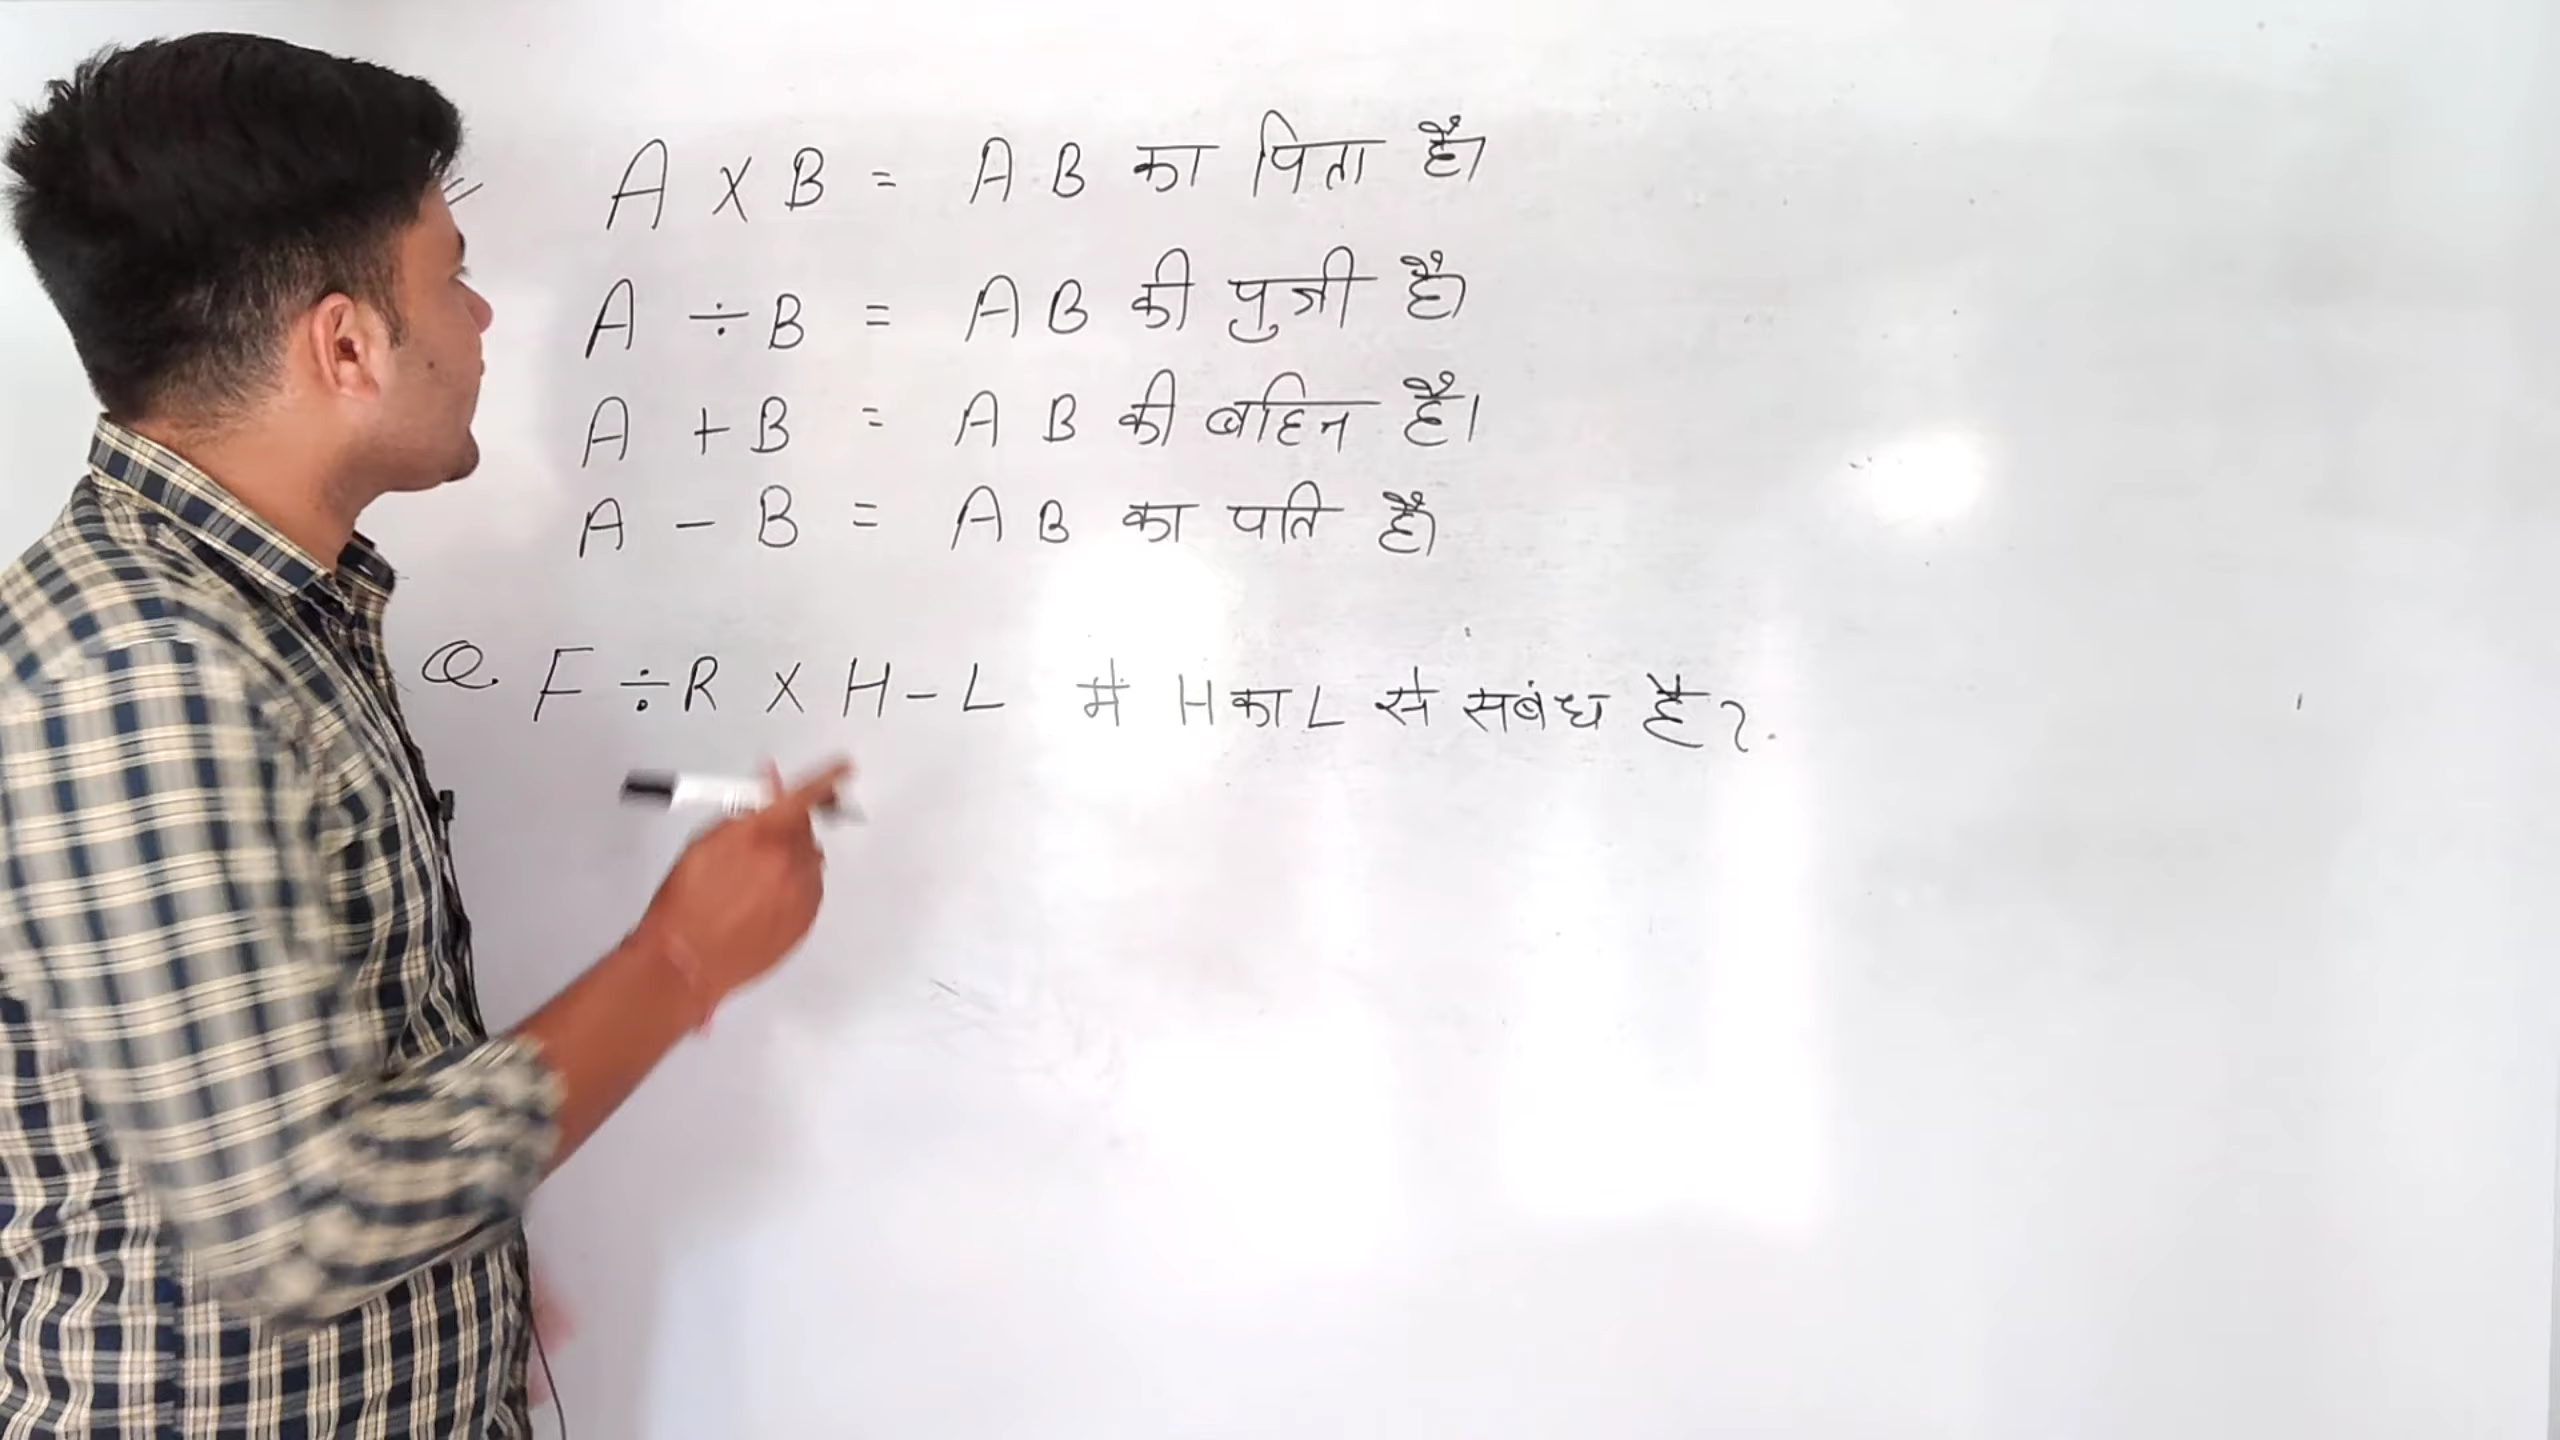 A × B = A B का पिता है।
A ÷ B = A B की पुत्री है।
A + B = A B की बहिन है।
A − B = A B का पति है।
Q. F ÷ R × H − L में H का L से सबंध है?